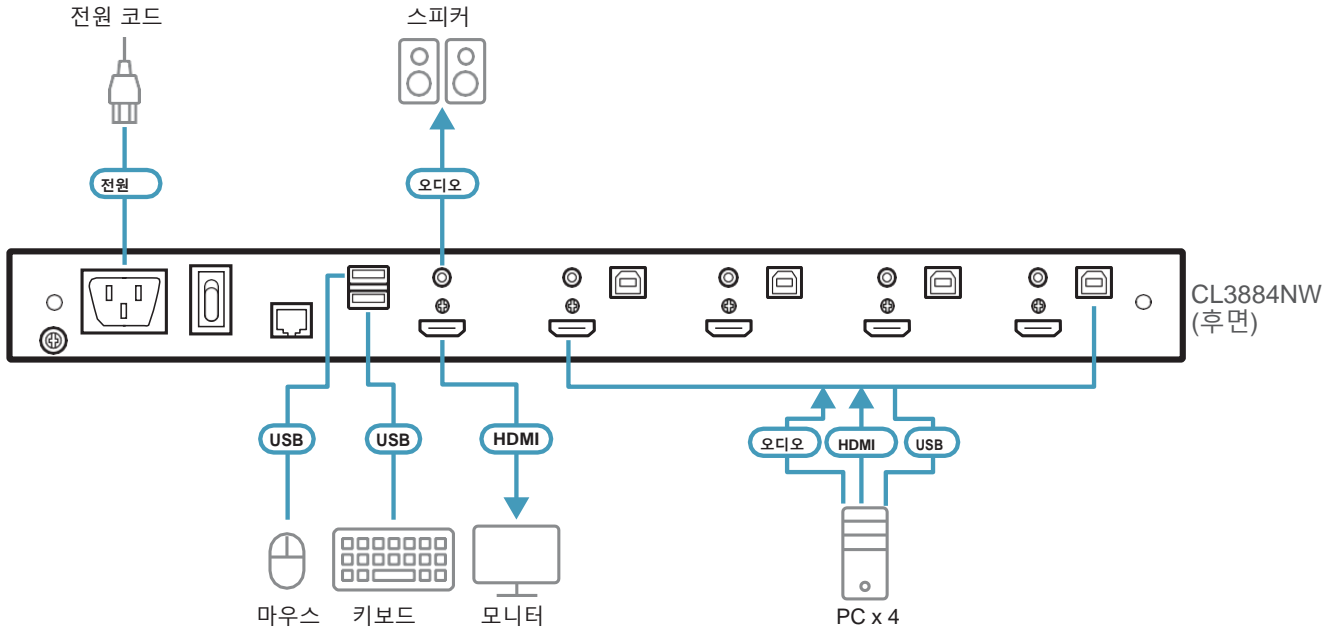 전원 코드
스피커
전원
오디오
CL3884NW
(후면)
USB
USB
HDMI
오디오
HDMI
USB
마우스
키보드
모니터
PC x 4